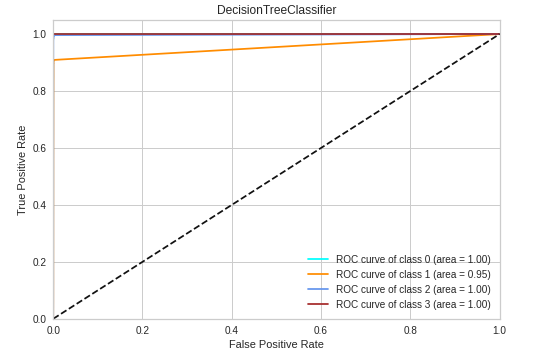 DecisionTreeClassifier
1.0
0.8
0.6
0.4
0.2
0.0
True Positive Rate
ROC curve of class 0 (area = 1.00)
ROC curve of class 1 (area = 0.95)
ROC curve of class 2 (area = 1.00)
ROC curve of class 3 (area = 1.00)
0.0 0.2 0.4 0.6 0.8 1.0
False Positive Rate